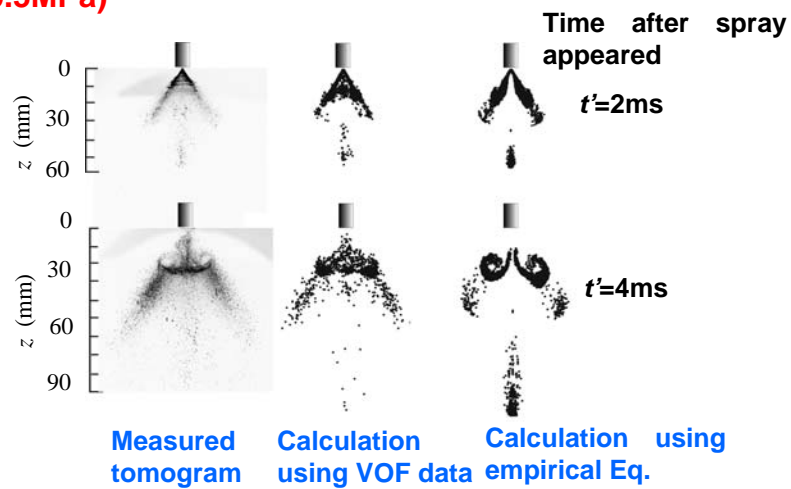 Time after spray
appeared
0
30
60
z (mm)
t'=2ms
0
30
60
90
z (mm)
t'=4ms
Measured
tomogram
Calculation
using VOF data
Calculation using
empirical Eq.